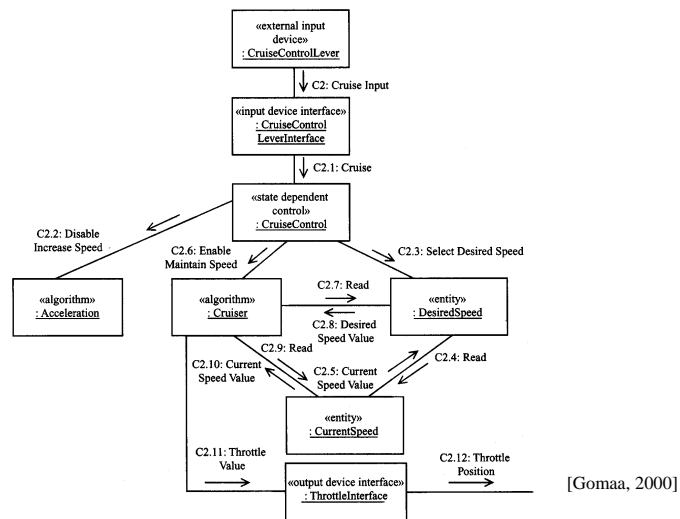 «external input
device»
: CruiseControlLever
C2: Cruise Input
«input device interface»
: CruiseControl
LeverInterface
C2.1: Cruise
«state dependent
control»
: CruiseControl
C2.2: Disable
Increase Speed
C2.6: Enable
Maintain Speed
C2.3: Select Desired Speed
«algorithm»
: Acceleration
«algorithm»
: Cruiser
C2.7: Read
C2.8: Desired
Speed Value
«entity»
: DesiredSpeed
C2.9: Read
C2.10: Current
Speed Value
C2.5: Current
Speed Value
C2.4: Read
«entity»
: CurrentSpeed
C2.11: Throttle
Value
«output device interface»
: ThrottleInterface
C2.12: Throttle
Position
[Gomaa, 2000]